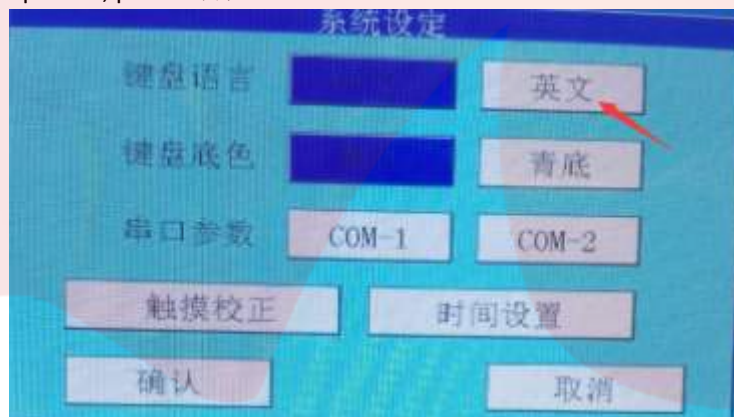 系统设定
键盘语言 英文
键盘底色 青底
串口参数 COM-1 COM-2
触摸校正 时间设置
确认 取消